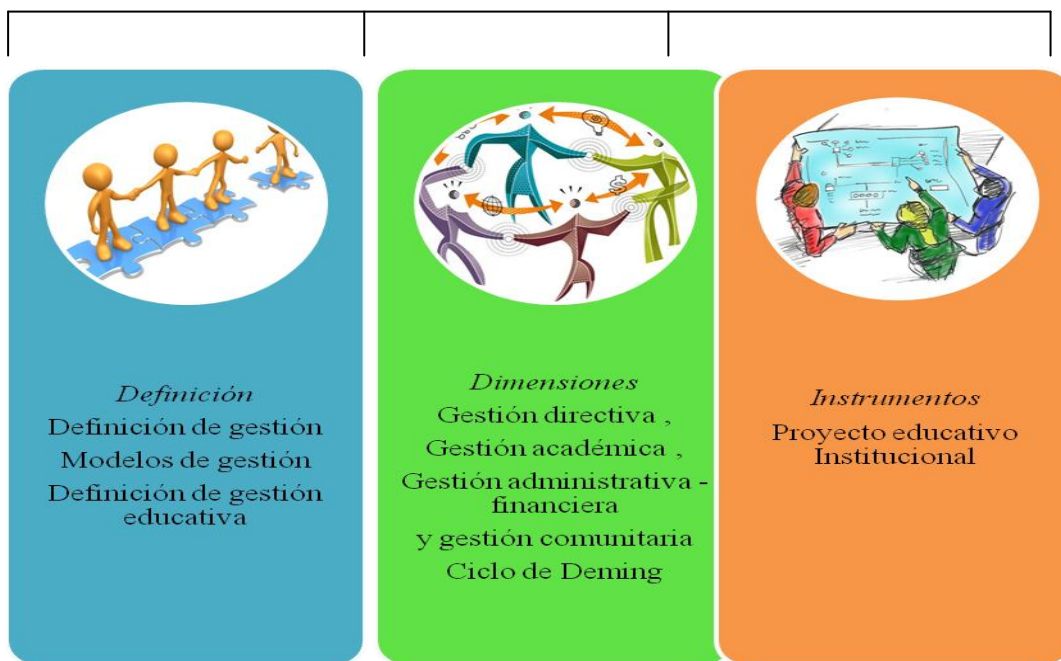 Definición
Definición de gestión
Modelos de gestión
Definición de gestión
educativa
Dimensiones
Gestión directiva ,
Gestión académica ,
Gestión administrativa -
financiera
y gestión comunitaria
Ciclo de Deming
Instrumentos
Proyecto educativo
Institucional